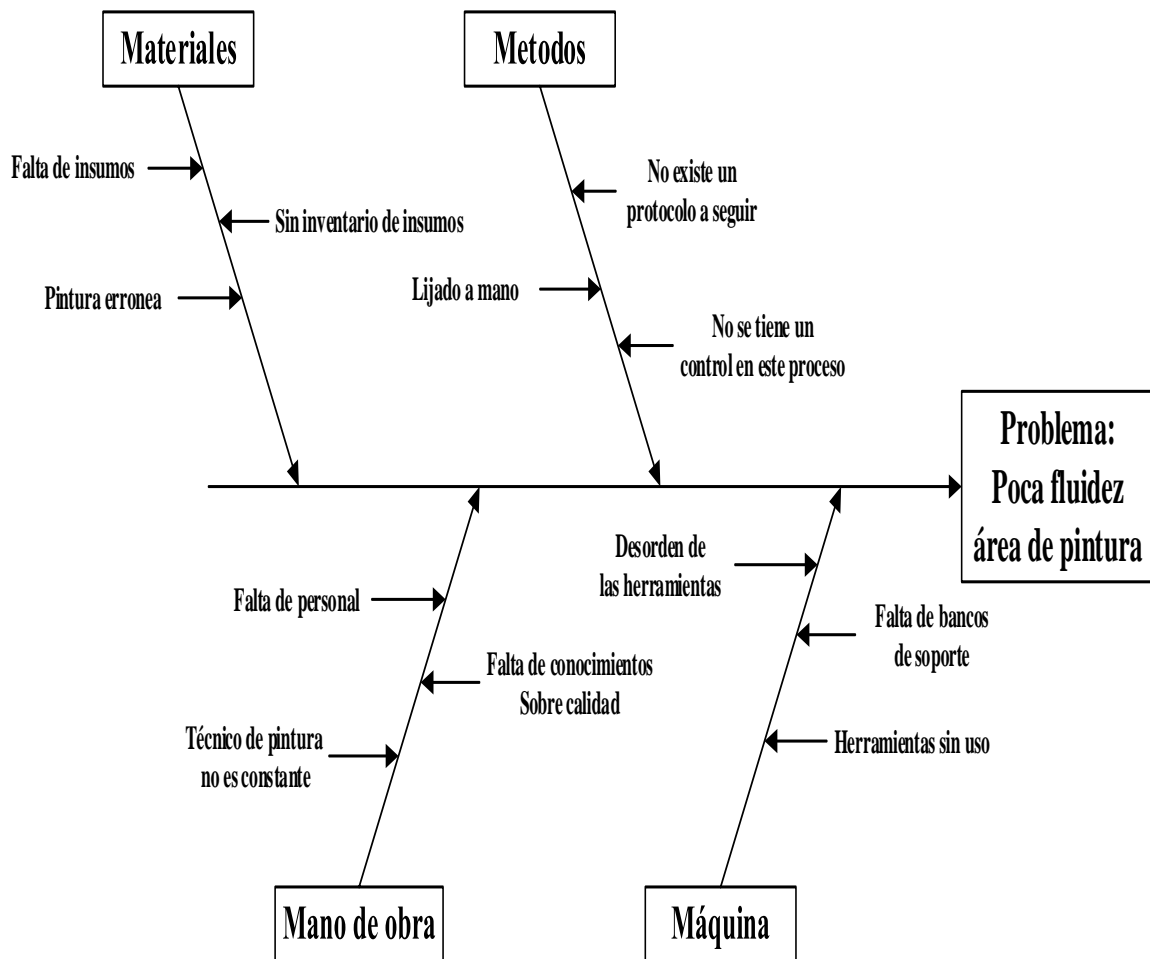 Materiales
Metodos
Falta de insumos
Sin inventario de insumos
Pintura erronea
No existe un
protocolo a seguir
Lijado a mano
No se tiene un
control en este proceso
Problema:
Poca fluidez
área de pintura
Desorden de
las herramientas
Falta de personal
Falta de bancos
de soporte
Falta de conocimientos
Sobre calidad
Técnico de pintura
no es constante
Herramientas sin uso
Mano de obra
Máquina